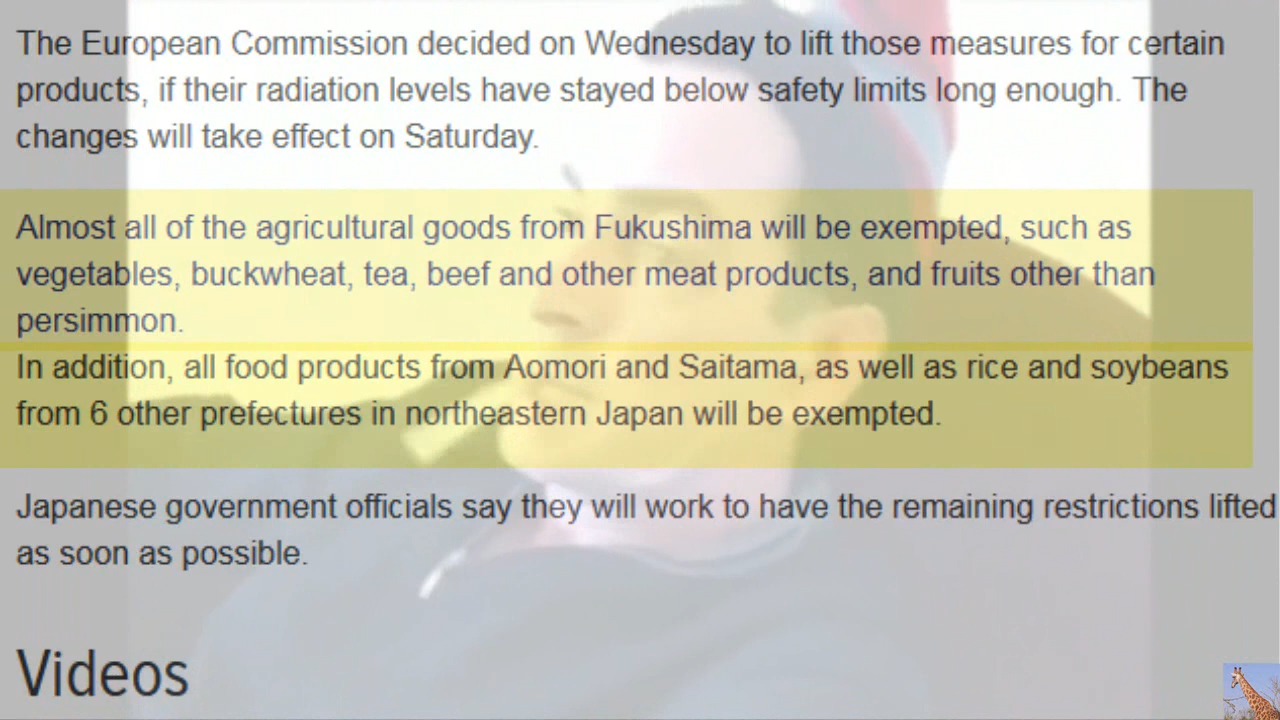 The European Commission decided on Wednesday to lift those measures for certain
products, if their radiation levels have stayed below safety limits long enough. The
changes will take effect on Saturday.
Almost all of the agricultural goods from Fukushima will be exempted, such as
vegetables, buckwheat, tea, beef and other meat products, and fruits other than
persimmon.
In addition, all food products from Aomori and Saitama, as well as rice and soybeans
from 6 other prefectures in northeastern Japan will be exempted.
Japanese government officials say they will work to have the remaining restrictions lifted
as soon as possible.
Videos